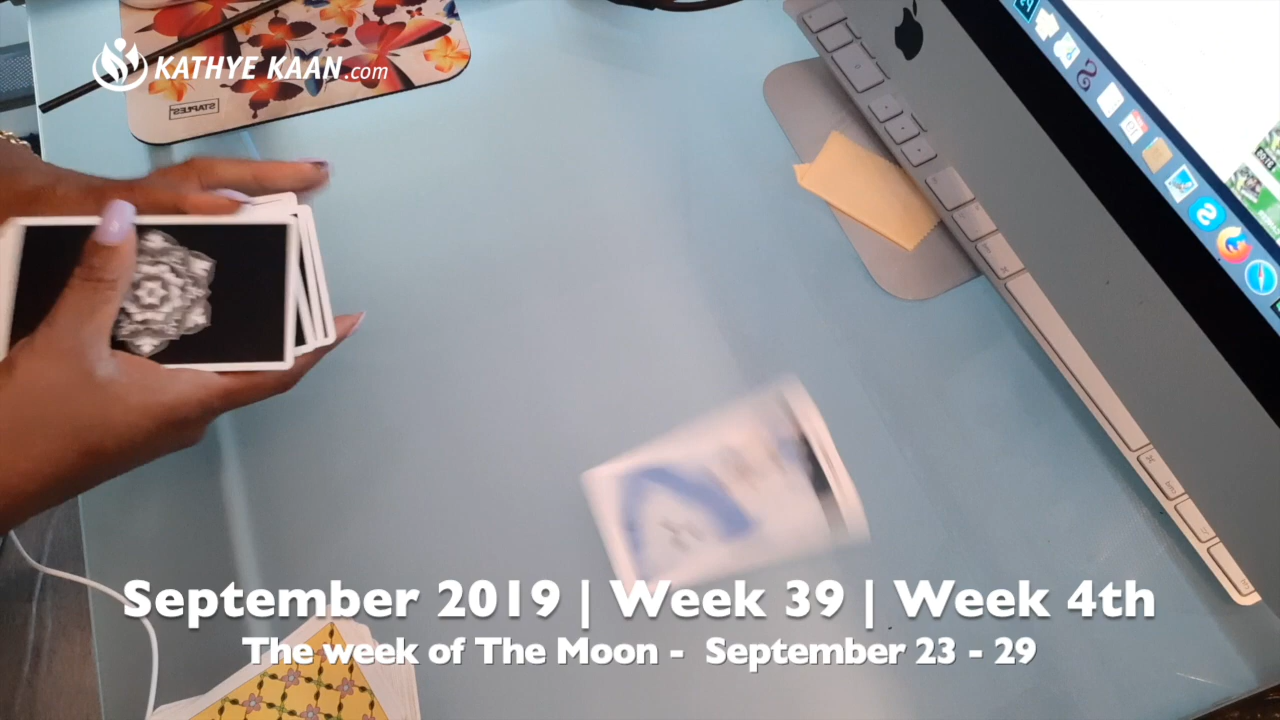 KATHYE KAAN.com
STAPLES
September 2019 | Week 39 | Week 4th
The week of The Moon - September 23 - 29